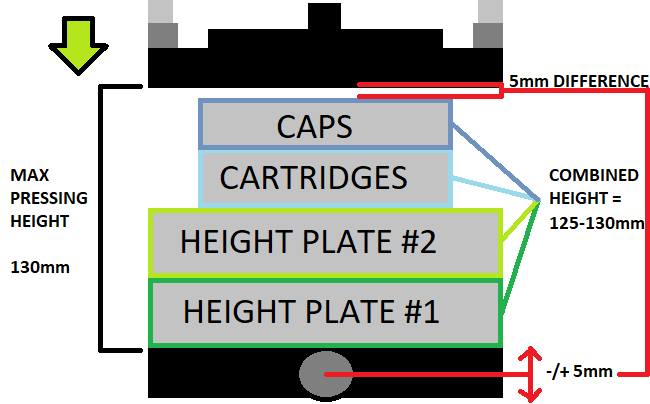 5mm DIFFERENCE
CAPS
CARTRIDGES
HEIGHT PLATE #2
HEIGHT PLATE #1
MAX
PRESSING
HEIGHT
130mm
COMBINED
HEIGHT =
125-130mm
-/+ 5mm